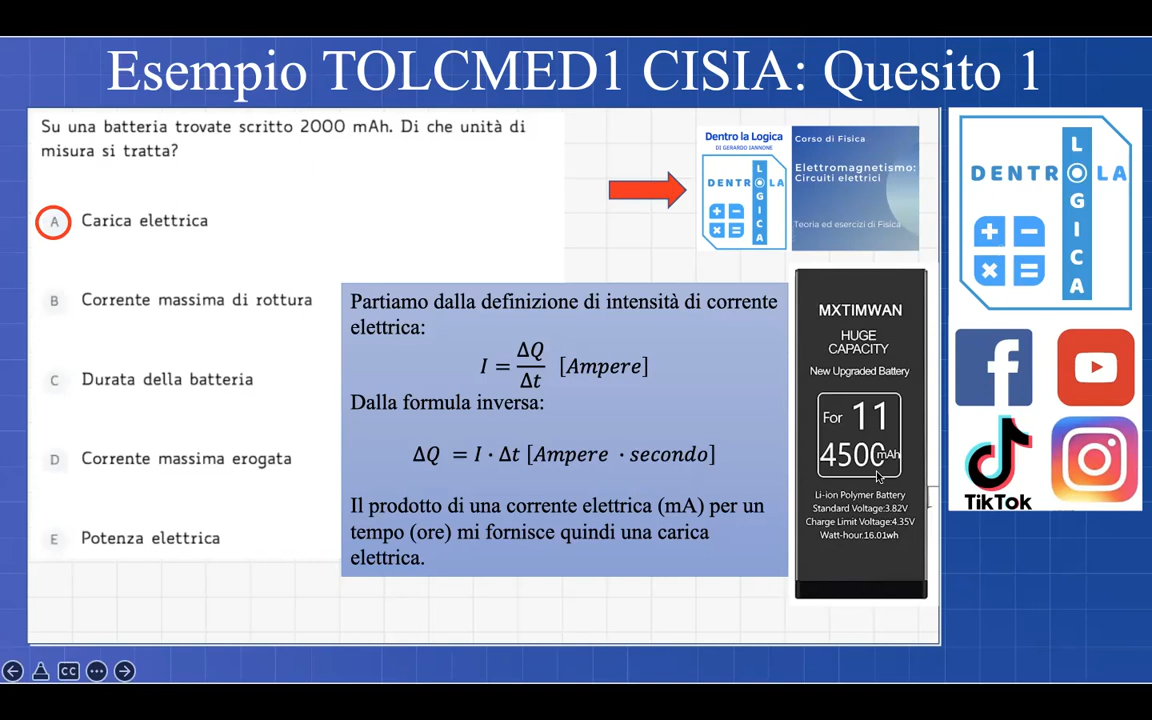 Esempio TOLCMED1 CISIA: Quesito 1
Su una batteria trovate scritto 2000 mAh. Di che unità di
misura si tratta?
A Carica elettrica
B Corrente massima di rottura
C Durata della batteria
D Corrente massima erogata
E Potenza elettrica
Partiamo dalla definizione di intensità di corrente
elettrica:
I = ΔQ/Δt [Ampere]
Dalla formula inversa:
ΔQ = I · Δt [Ampere · secondo]
Il prodotto di una corrente elettrica (mA) per un
tempo (ore) mi fornisce quindi una carica
elettrica.
Dentro la Logica
DI GERARDO IANNONE
DENTRO LA
LOGICA
Corso di Fisica
Elettromagnetismo:
Circuiti elettrici
Teoria ed esercizi di Fisica
MXTIMWAN
HUGE
CAPACITY
New Upgraded Battery
For 11
4500mAh
Li-ion Polymer Battery
Standard Voltage:3.82V
Charge Limit Voltage:4.35V
Watt-hour.16.01wh
DENTRO LA
LOGICA
TikTok
CC